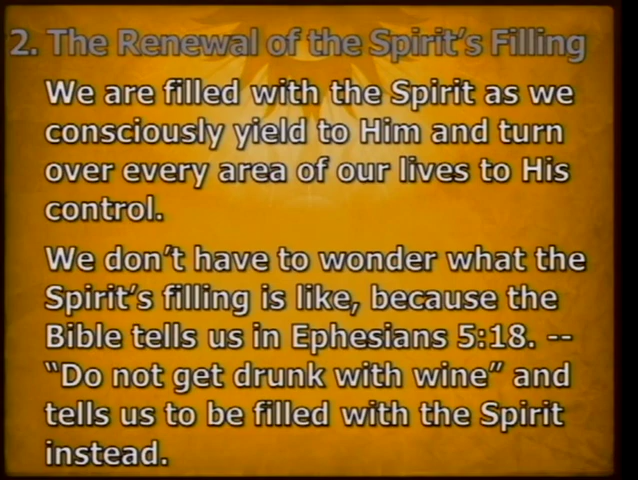 2. The Renewal of the Spirit's Filling
We are filled with the Spirit as we
consciously yield to Him and turn
over every area of our lives to His
control.
We don't have to wonder what the
Spirit's filling is like, because the
Bible tells us in Ephesians 5:18. --
“Do not get drunk with wine” and
tells us to be filled with the Spirit
instead.